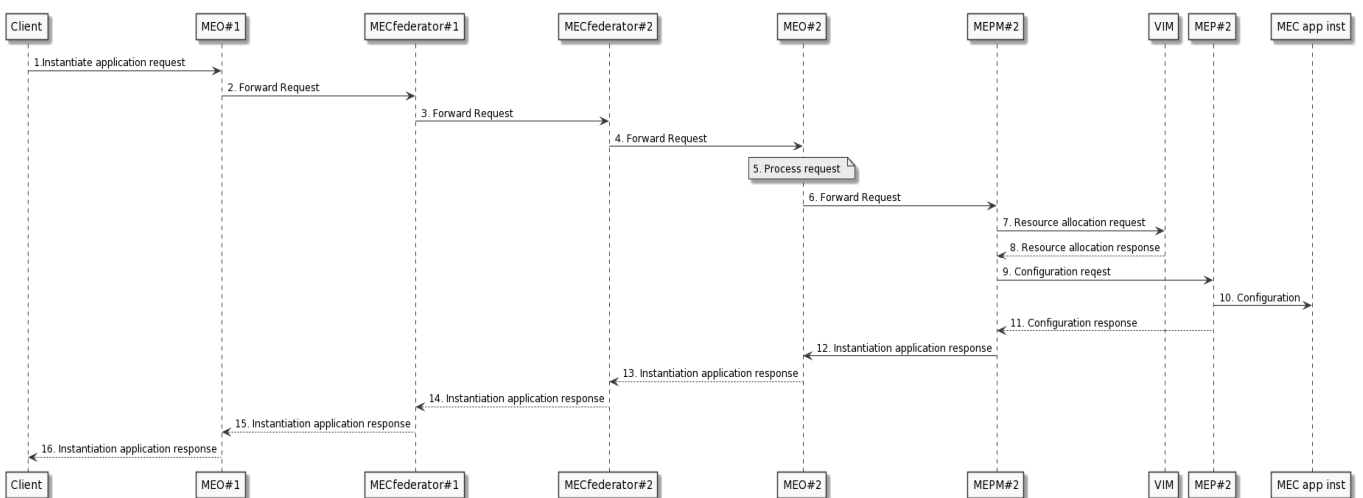 Client MEO#1 MECfederator#1 MECfederator#2 MEO#2 MEPM#2 VIM MEP#2 MEC app inst
1.Instantiate application request
2. Forward Request
3. Forward Request
4. Forward Request
5. Process request
6. Forward Request
7. Resource allocation request
8. Resource allocation response
9. Configuration reqest
10. Configuration
11. Configuration response
12. Instantiation application response
13. Instantiation application response
14. Instantiation application response
15. Instantiation application response
16. Instantiation application response
Client MEO#1 MECfederator#1 MECfederator#2 MEO#2 MEPM#2 VIM MEP#2 MEC app inst